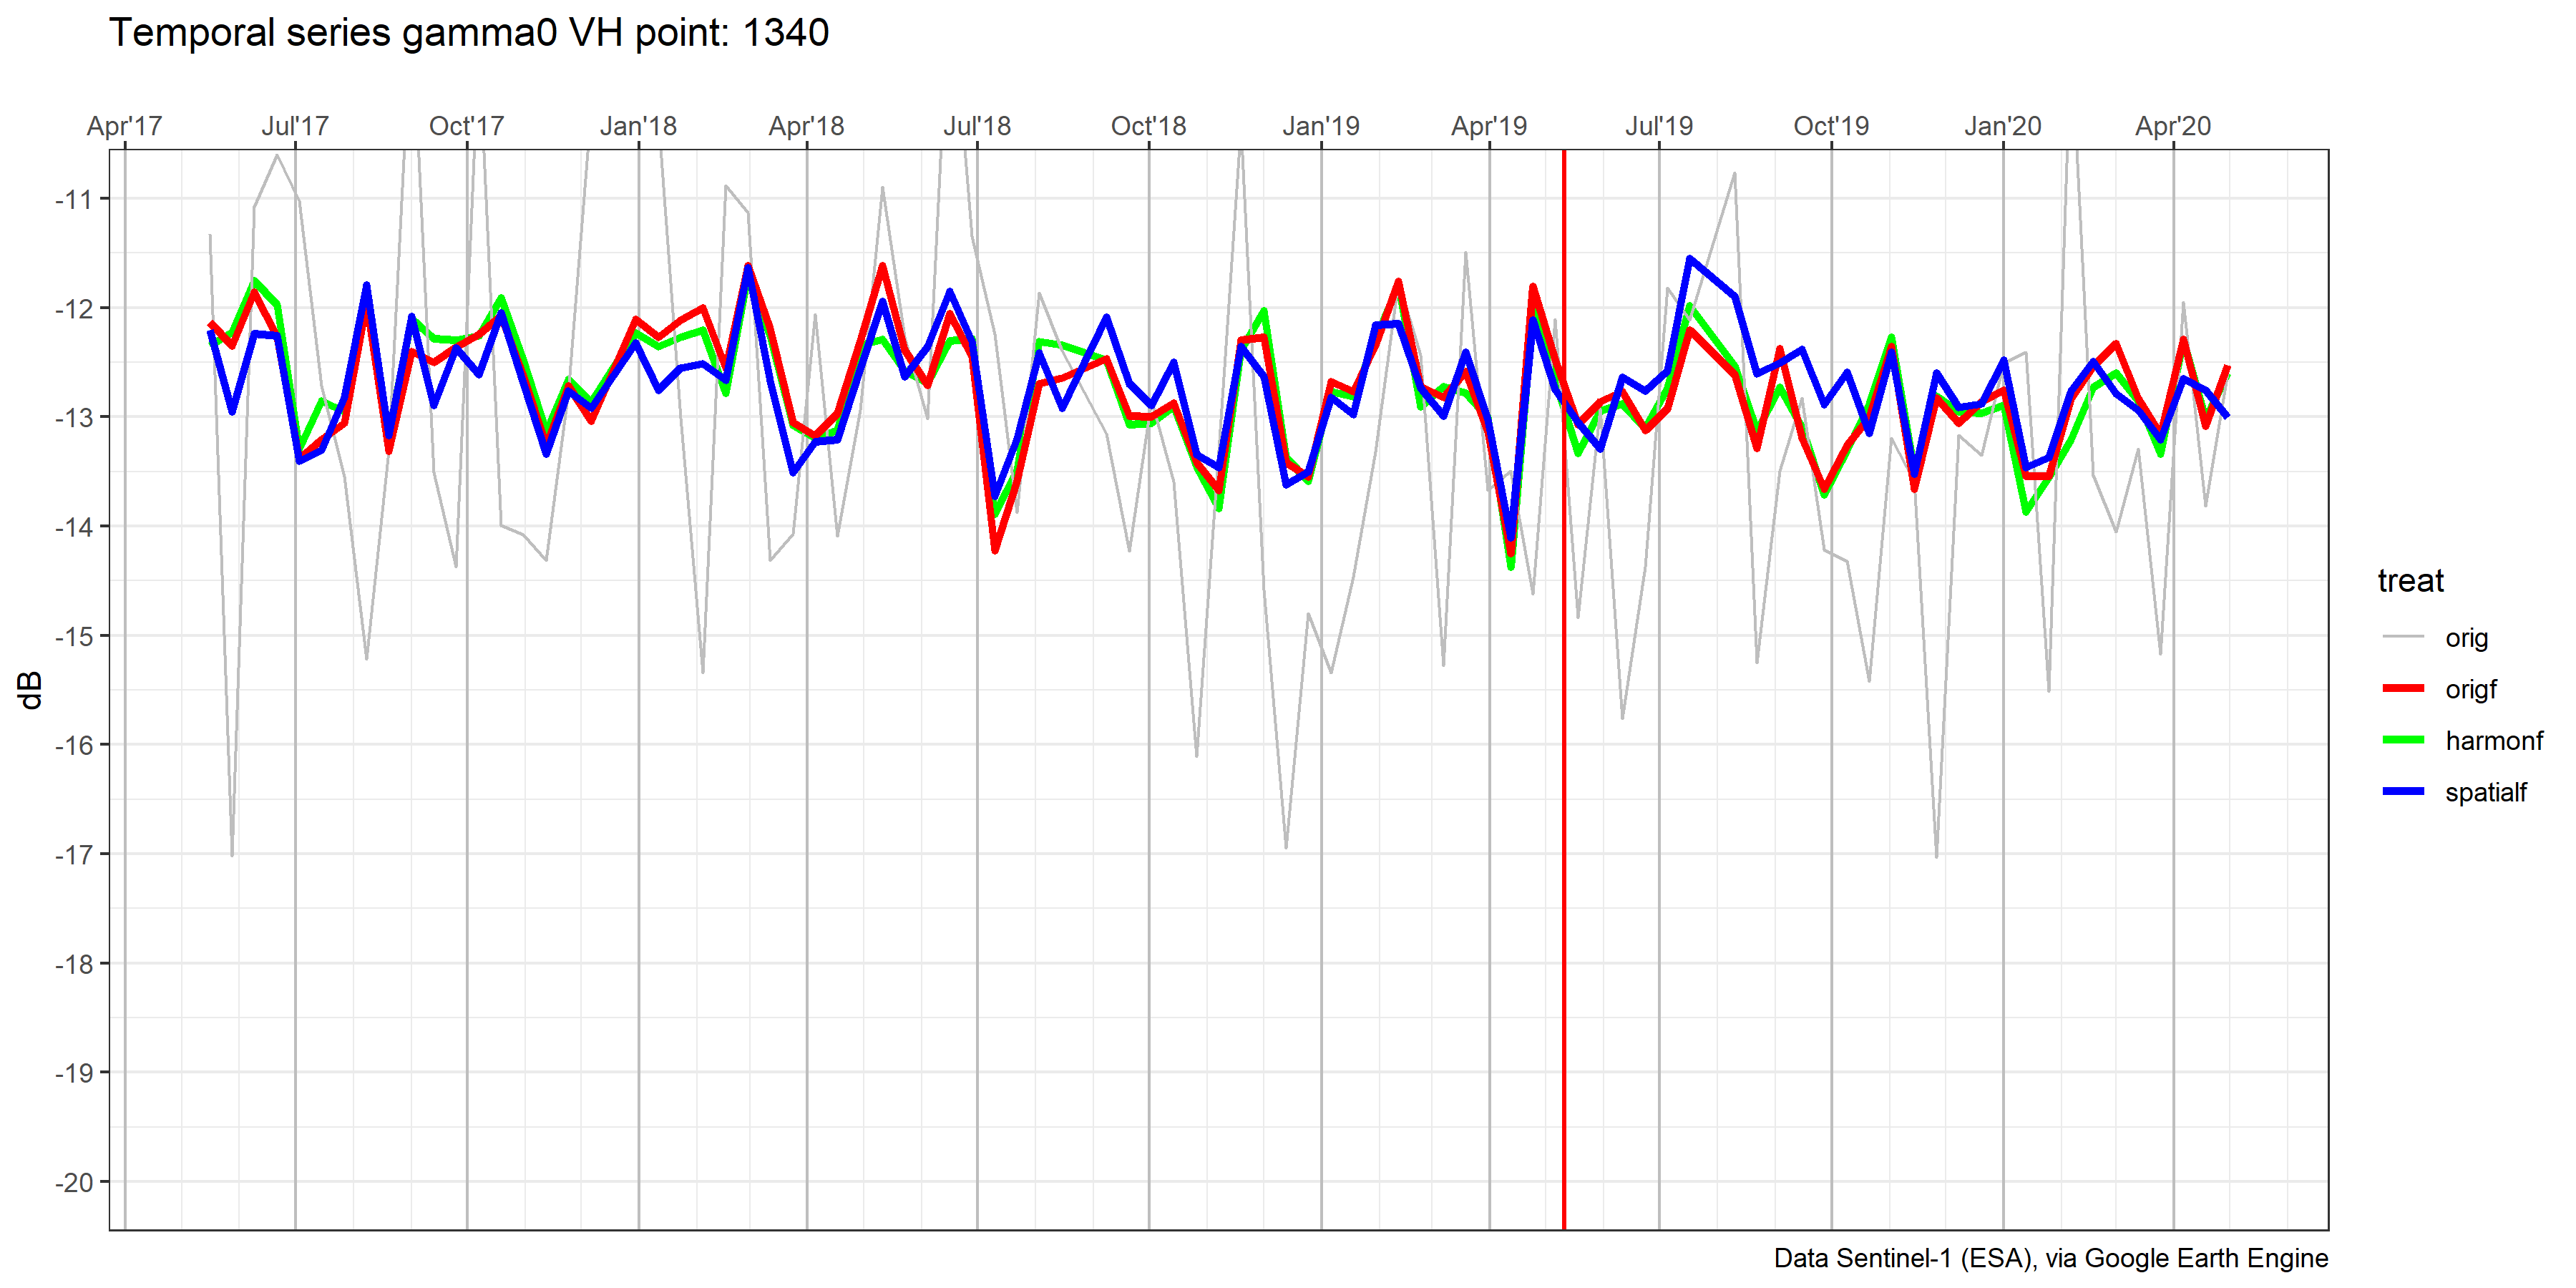 Temporal series gamma0 VH point: 1340
Apr'17 Jul'17 Oct'17 Jan'18 Apr'18 Jul'18 Oct'18 Jan'19 Apr'19 Jul'19 Oct'19 Jan'20 Apr'20
-11
-12
-13
-14
-15
-16
-17
-18
-19
-20
dB
treat
orig
origf
harmonf
spatialf
Data Sentinel-1 (ESA), via Google Earth Engine